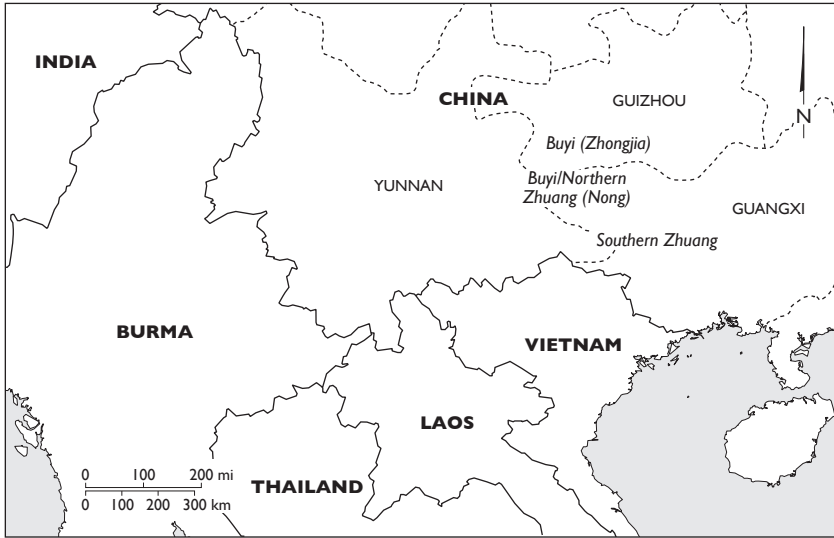 INDIA
CHINA
GUIZHOU
N
Buyi (Zhongjia)
YUNNAN
Buyi/Northern
Zhuang (Nong)
GUANGXI
Southern Zhuang
BURMA
VIETNAM
LAOS
0 100 200 mi
0 100 200 300 km
THAILAND